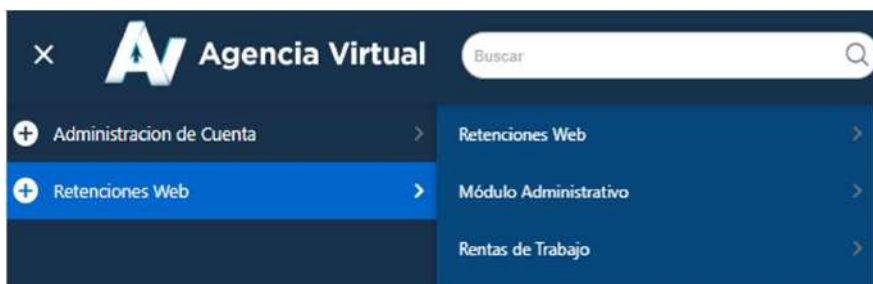 Agencia Virtual
Buscar
Administracion de Cuenta
Retenciones Web
Retenciones Web
Módulo Administrativo
Rentas de Trabajo